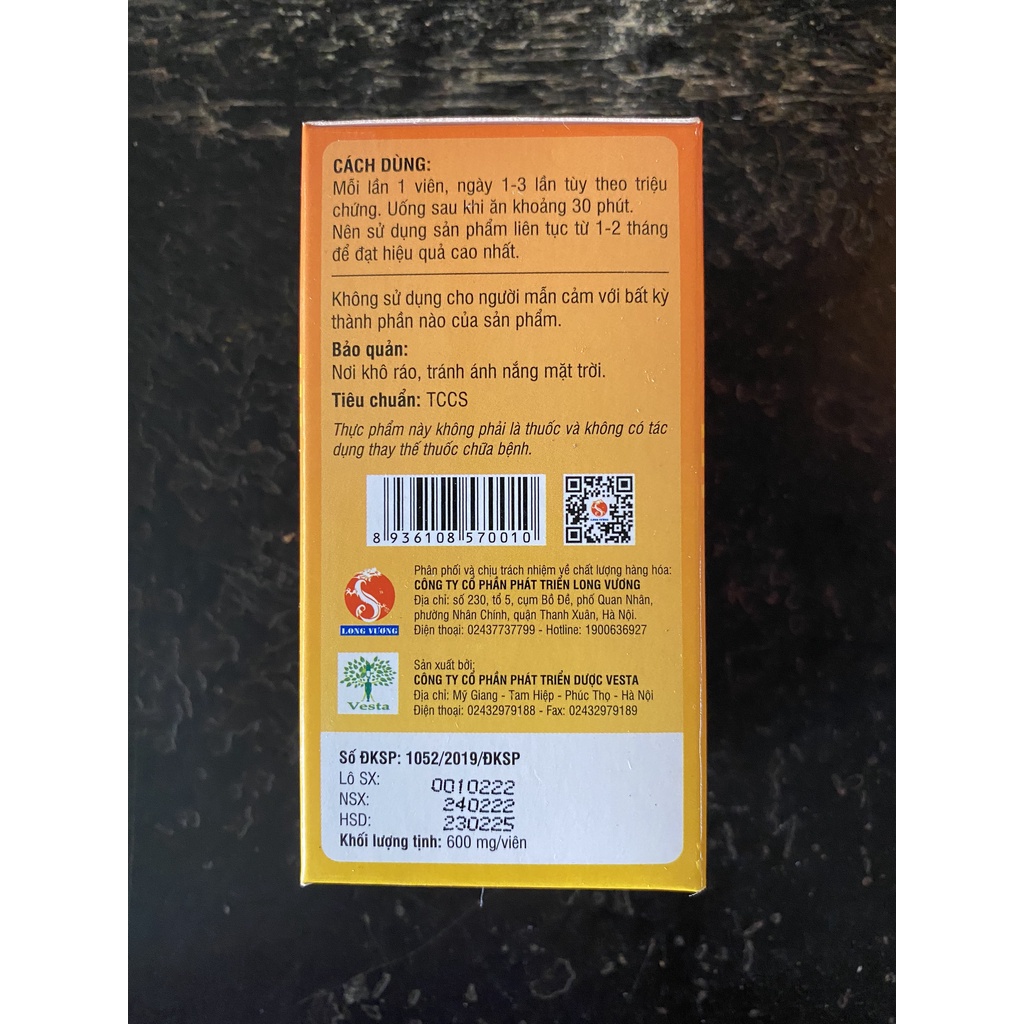 CÁCH DÙNG:
Mỗi lần 1 viên, ngày 1-3 lần tùy theo triệu
chứng. Uống sau khi ăn khoảng 30 phút.
Nên sử dụng sản phẩm liên tục từ 1-2 tháng
để đạt hiệu quả cao nhất.
Không sử dụng cho người mẫn cảm với bất kỳ
thành phần nào của sản phẩm.
Bảo quản:
Nơi khô ráo, tránh ánh nắng mặt trời.
Tiêu chuẩn: TCCS
Thực phẩm này không phải là thuốc và không có tác
dụng thay thế thuốc chữa bệnh.
8 936108 570010
Phân phối và chịu trách nhiệm về chất lượng hàng hóa:
CÔNG TY CỔ PHẦN PHÁT TRIỂN LONG VƯƠNG
Địa chỉ: số 230, tổ 5, cụm Bồ Đề, phố Quan Nhân,
phường Nhân Chính, quận Thanh Xuân, Hà Nội.
LONG VƯƠNG
Điện thoại: 02437737799 - Hotline: 1900636927
Sản xuất bởi:
CÔNG TY CỔ PHẦN PHÁT TRIỂN DƯỢC VESTA
Địa chỉ: Mỹ Giang - Tam Hiệp - Phúc Thọ - Hà Nội
Vesta
Điện thoại: 02432979188 - Fax: 02432979189
Số ĐKSP: 1052/2019/ĐKSP
Lô SX: 0010222
NSX: 240222
HSD: 230225
Khối lượng tịnh: 600 mg/viên